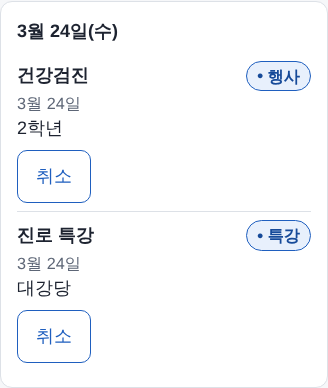 3월 24일(수)
건강검진 • 행사
3월 24일
2학년
취소
진로 특강 • 특강
3월 24일
대강당
취소